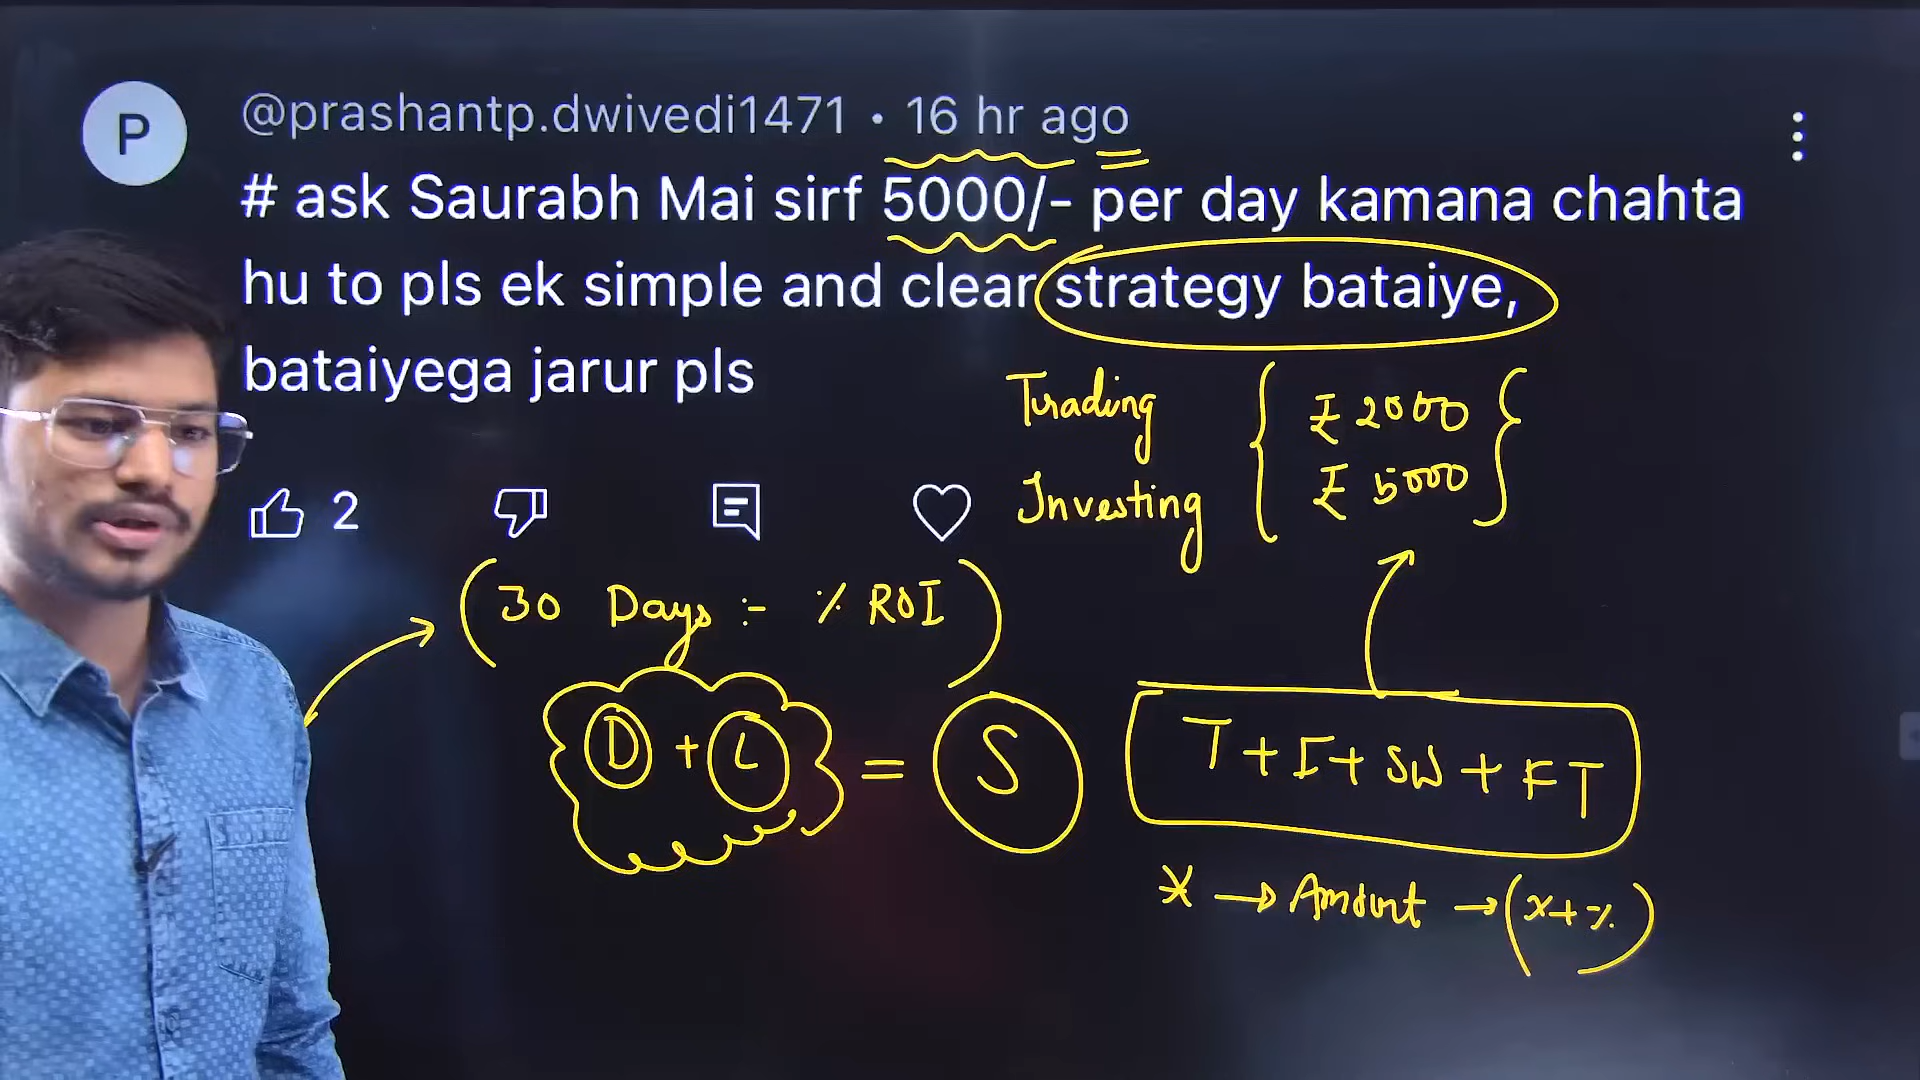 P
@prashantp.dwivedi1471 • 16 hr ago
# ask Saurabh Mai sirf 5000/- per day kamana chahta
hu to pls ek simple and clear strategy bataiye,
bataiyega jarur pls
2
Trading
Investing
₹ 2000
₹ 5000
(30 Days :- % ROI)
D + L = S
T + I + SW + FT
X → Amount → (x+%)